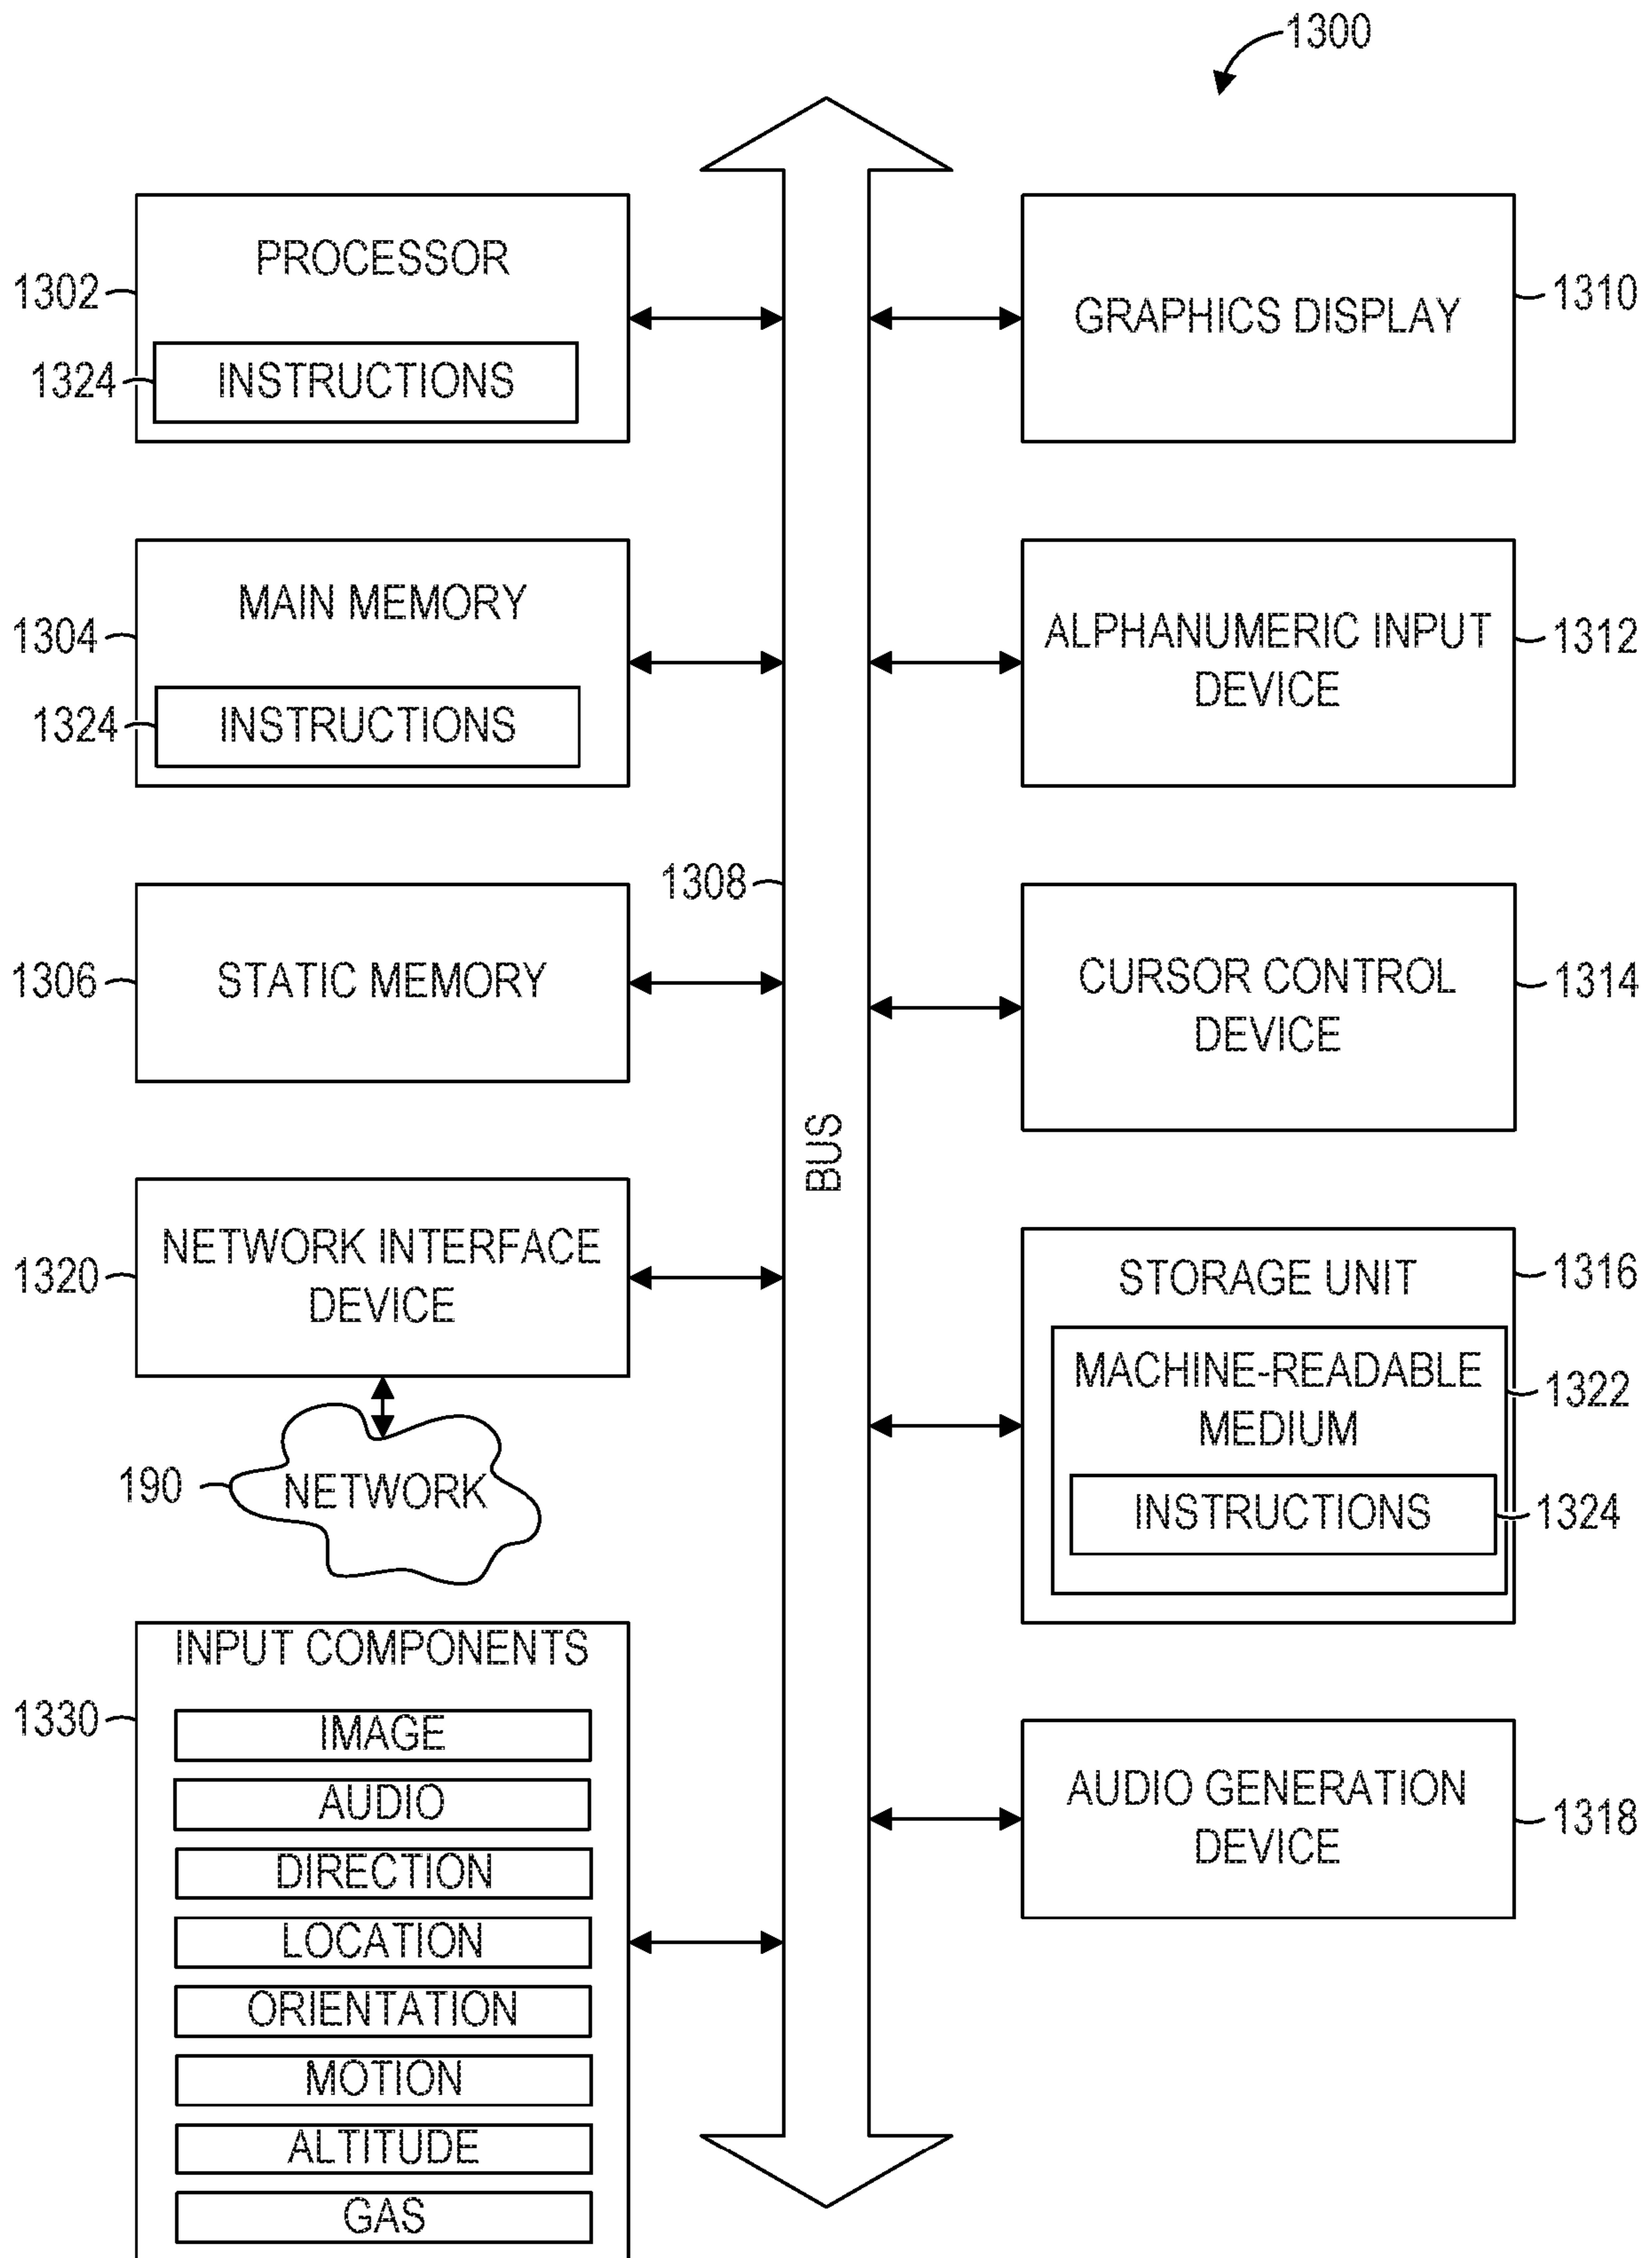 1300
PROCESSOR
1302
1324
INSTRUCTIONS
MAIN MEMORY
1304
1324
INSTRUCTIONS
1308
STATIC MEMORY
1306
NETWORK INTERFACE
DEVICE
1320
190
NETWORK
INPUT COMPONENTS
1330
IMAGE
AUDIO
DIRECTION
LOCATION
ORIENTATION
MOTION
ALTITUDE
GAS
BUS
GRAPHICS DISPLAY
1310
ALPHANUMERIC INPUT
DEVICE
1312
CURSOR CONTROL
DEVICE
1314
STORAGE UNIT
1316
MACHINE-READABLE
MEDIUM
1322
INSTRUCTIONS
1324
AUDIO GENERATION
DEVICE
1318